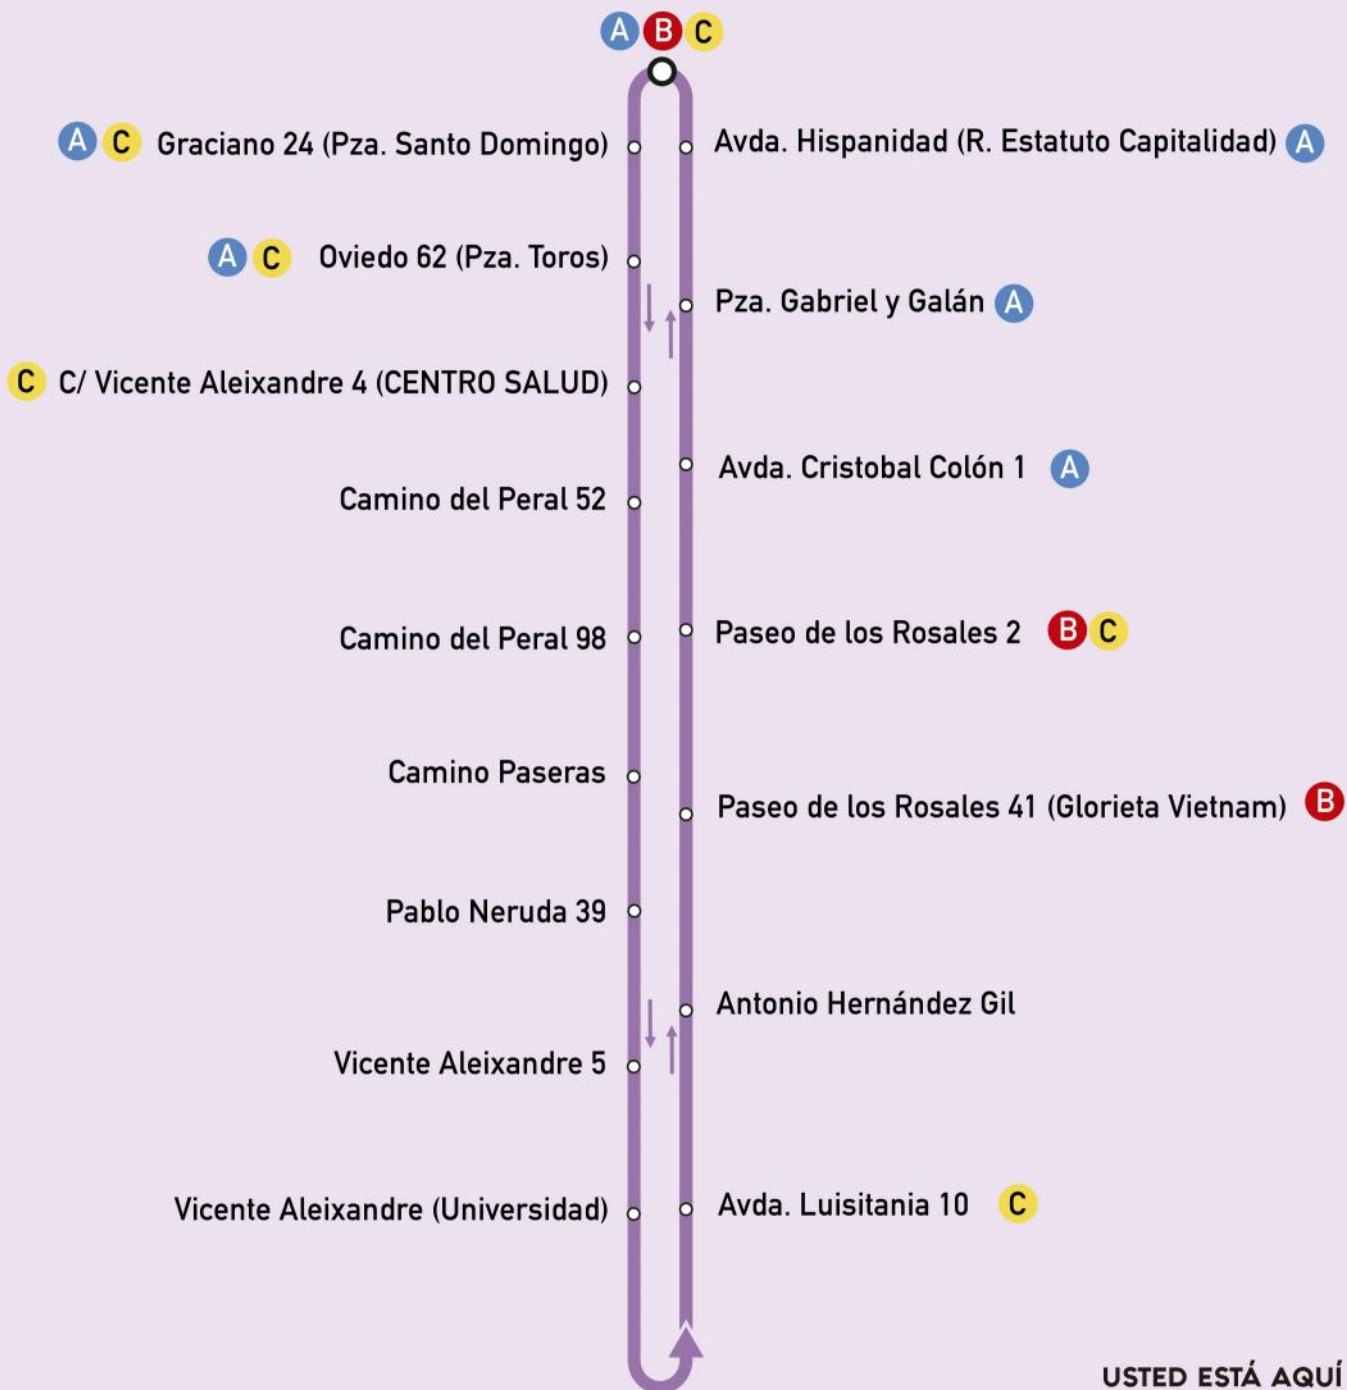 A B C
A C Graciano 24 (Pza. Santo Domingo)
Avda. Hispanidad (R. Estatuto Capitalidad) A
A C Oviedo 62 (Pza. Toros)
Pza. Gabriel y Galán A
C C/ Vicente Aleixandre 4 (CENTRO SALUD)
Avda. Cristobal Colón 1 A
Camino del Peral 52
Paseo de los Rosales 2 B C
Camino del Peral 98
Camino Paseras
Paseo de los Rosales 41 (Glorieta Vietnam) B
Pablo Neruda 39
Antonio Hernández Gil
Vicente Aleixandre 5
Avda. Luisitania 10 C
Vicente Aleixandre (Universidad)
USTED ESTÁ AQUÍ